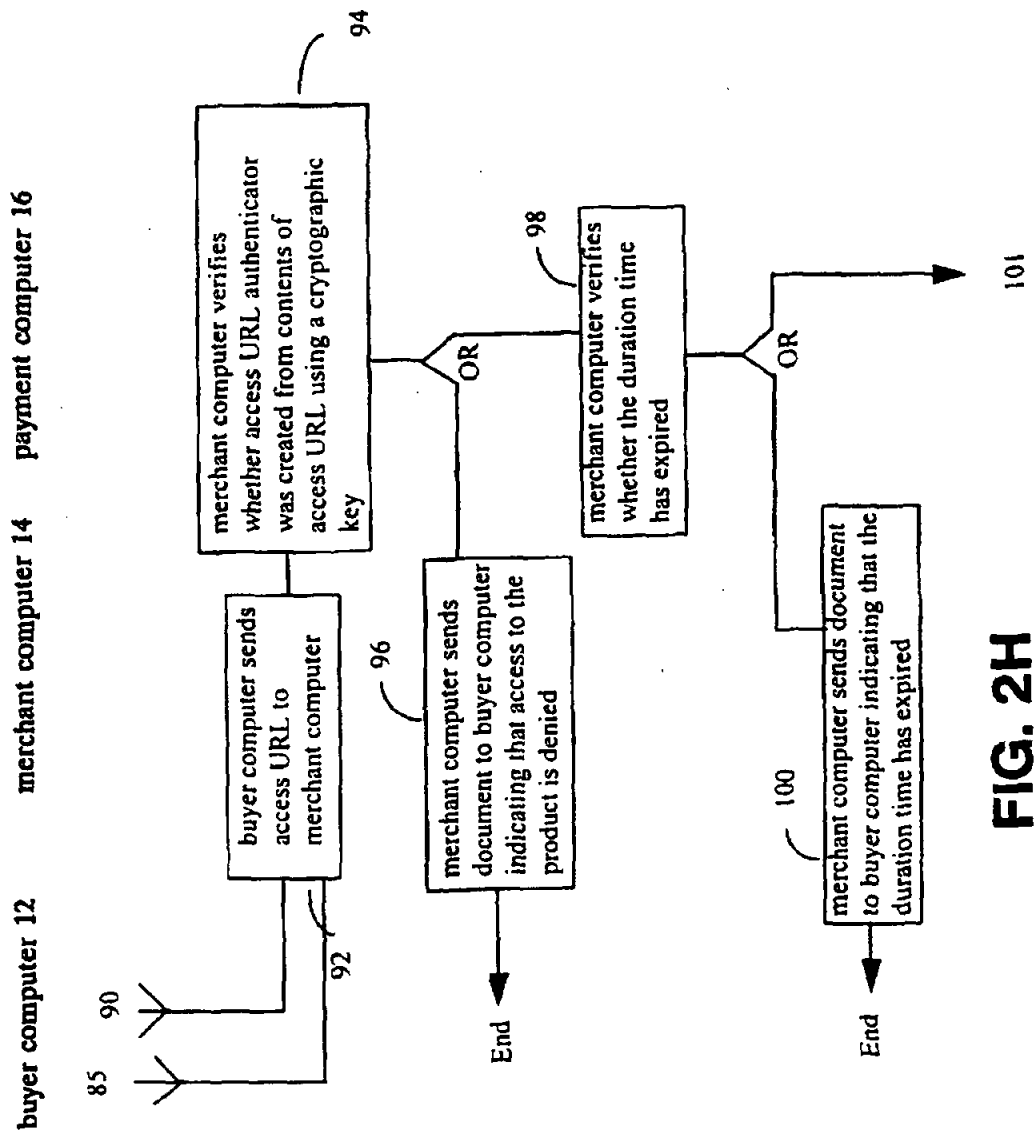 buyer computer 12
merchant computer 14
payment computer 16
85
90
92
buyer computer sends
access URL to
merchant computer
94
merchant computer verifies
whether access URL authenticator
was created from contents of
access URL using a cryptographic
key
OR
96
merchant computer sends
document to buyer computer
indicating that access to the
product is denied
End
98
merchant computer verifies
whether the duration time
has expired
OR
100
merchant computer sends document
to buyer computer indicating that the
duration time has expired
End
101
FIG. 2H